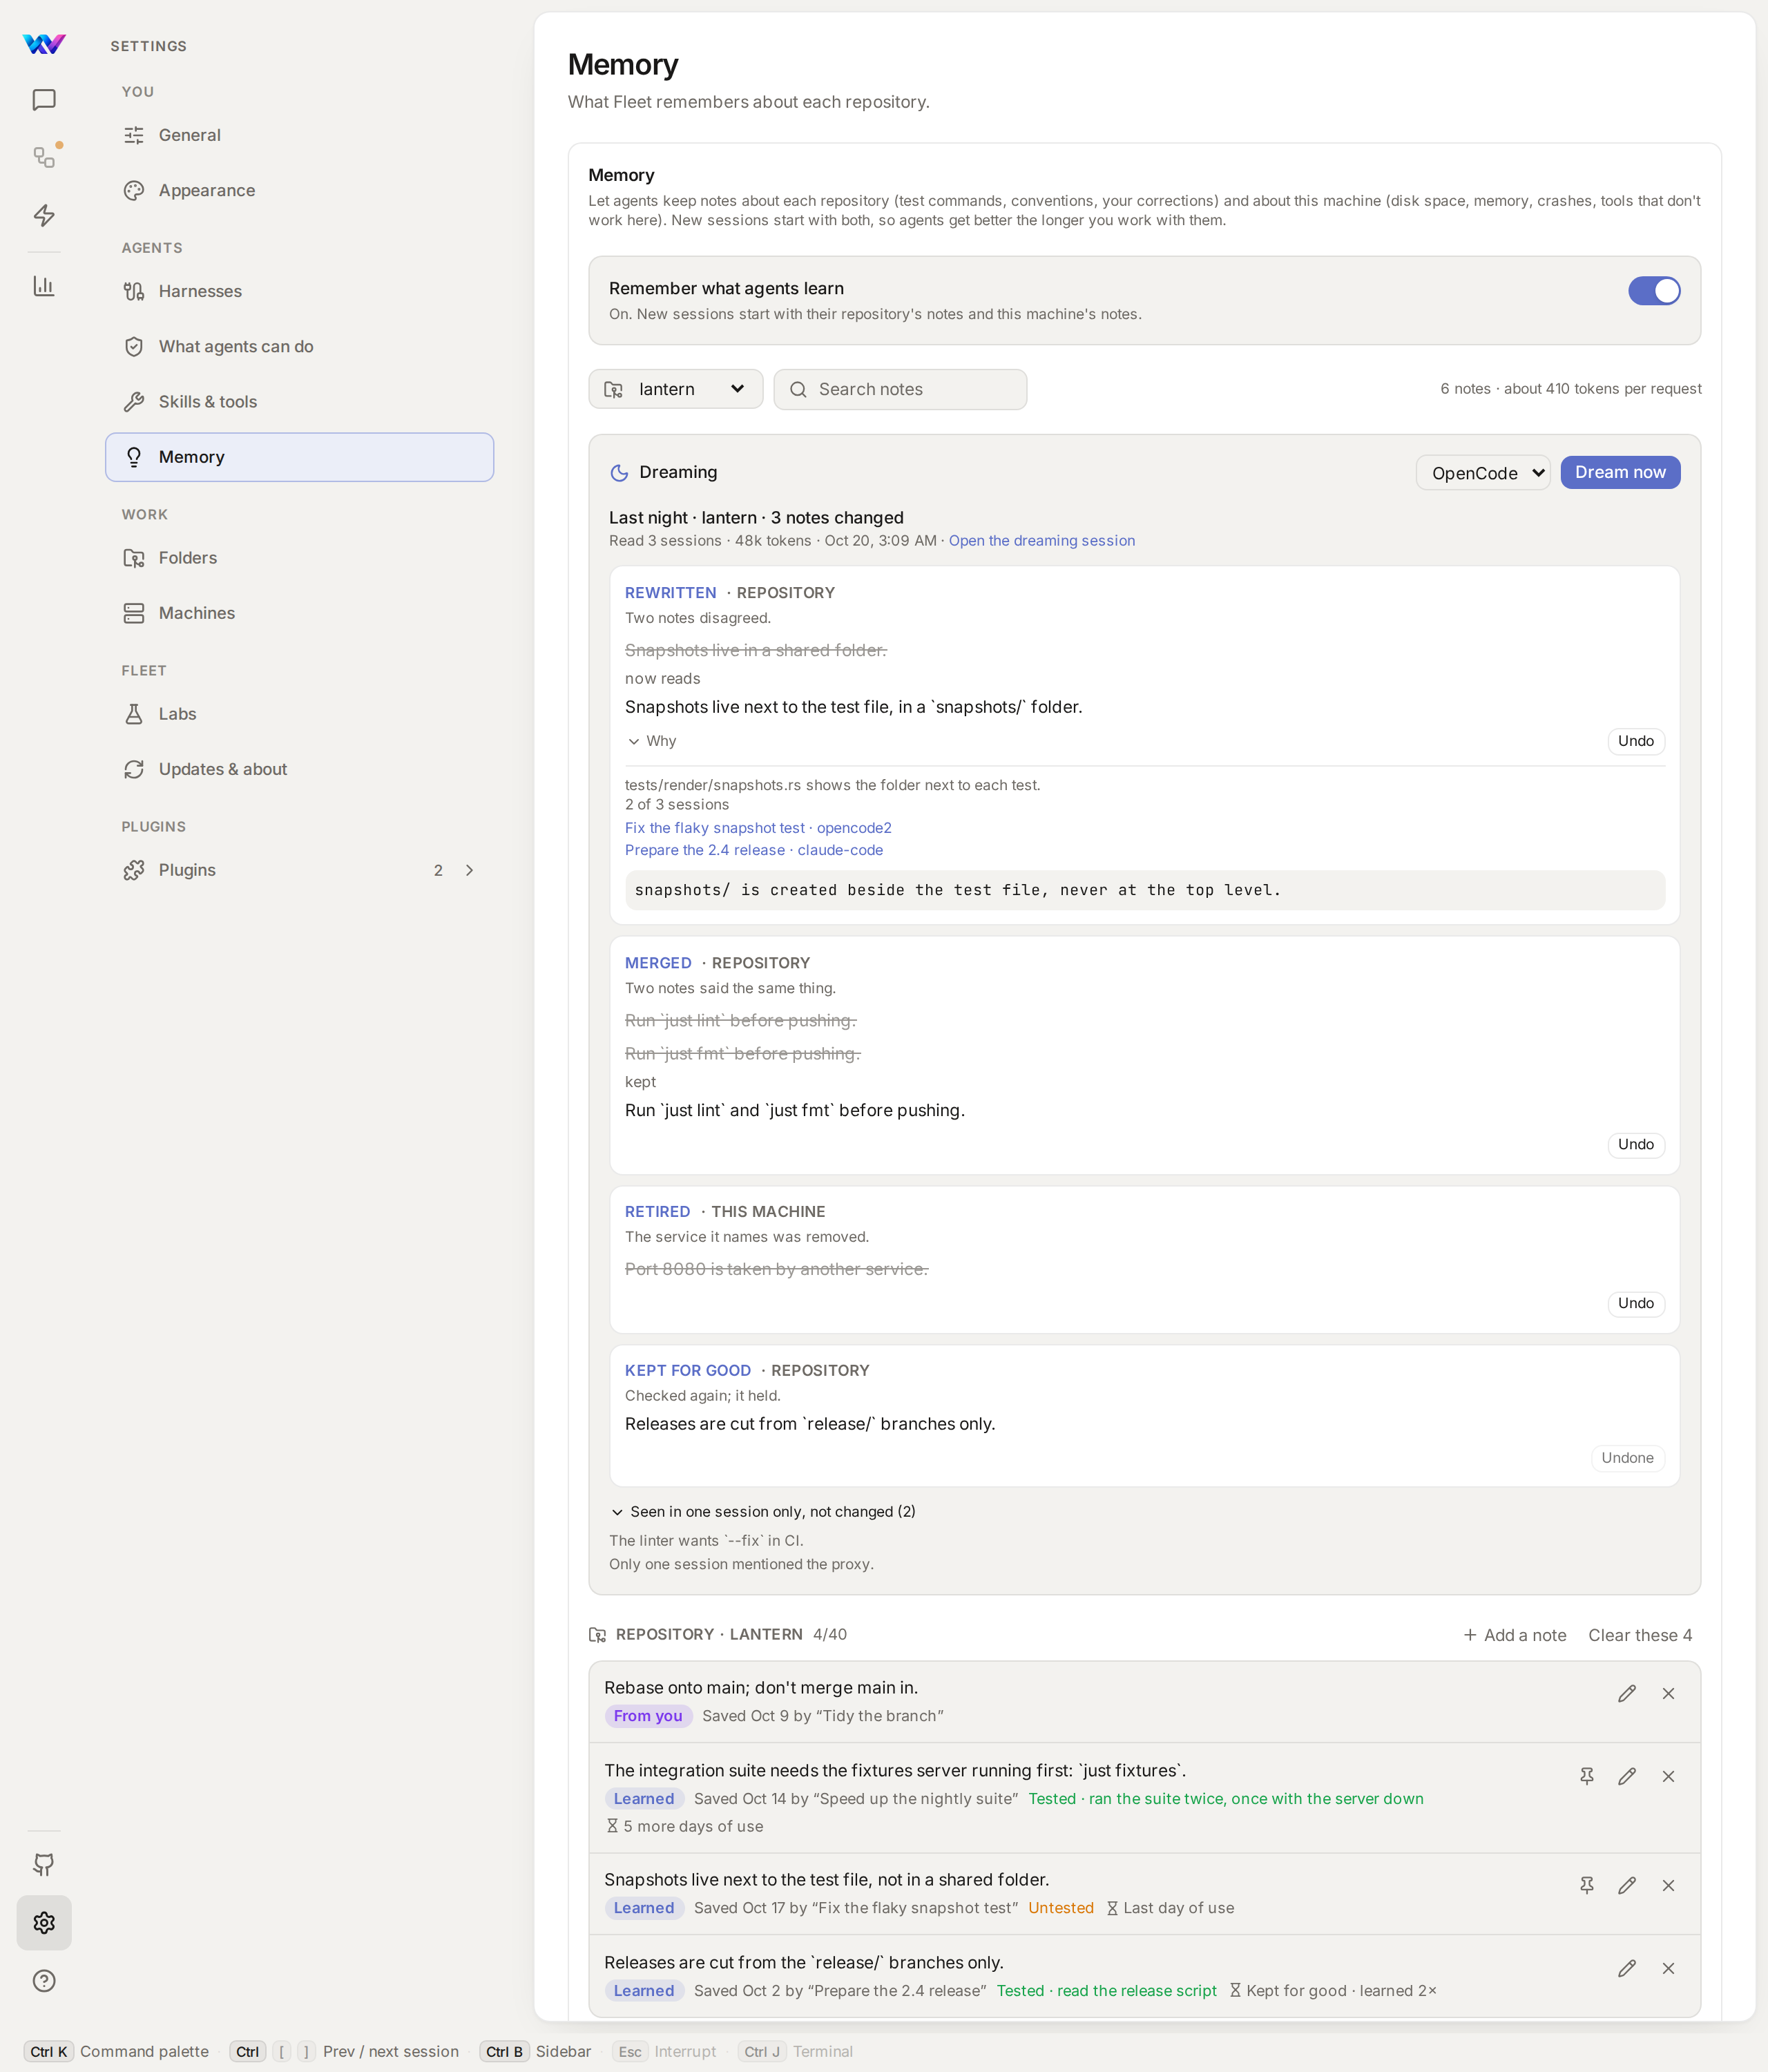 SETTINGS
YOU
General
Appearance
AGENTS
Harnesses
What agents can do
Skills & tools
Memory
WORK
Folders
Machines
FLEET
Labs
Updates & about
PLUGINS
Plugins 2
Memory
What Fleet remembers about each repository.
Memory
Let agents keep notes about each repository (test commands, conventions, your corrections) and about this machine (disk space, memory, crashes, tools that don't
work here). New sessions start with both, so agents get better the longer you work with them.
Remember what agents learn
On. New sessions start with their repository's notes and this machine's notes.
lantern
Search notes
6 notes · about 410 tokens per request
Dreaming
OpenCode
Dream now
Last night · lantern · 3 notes changed
Read 3 sessions · 48k tokens · Oct 20, 3:09 AM · Open the dreaming session
REWRITTEN · REPOSITORY
Two notes disagreed.
Snapshots live in a shared folder.
now reads
Snapshots live next to the test file, in a `snapshots/` folder.
Why
Undo
tests/render/snapshots.rs shows the folder next to each test.
2 of 3 sessions
Fix the flaky snapshot test · opencode2
Prepare the 2.4 release · claude-code
snapshots/ is created beside the test file, never at the top level.
MERGED · REPOSITORY
Two notes said the same thing.
Run `just lint` before pushing.
Run `just fmt` before pushing.
kept
Run `just lint` and `just fmt` before pushing.
Undo
RETIRED · THIS MACHINE
The service it names was removed.
Port 8080 is taken by another service.
Undo
KEPT FOR GOOD · REPOSITORY
Checked again; it held.
Releases are cut from `release/` branches only.
Undone
Seen in one session only, not changed (2)
The linter wants `--fix` in CI.
Only one session mentioned the proxy.
REPOSITORY · LANTERN 4/40
Add a note
Clear these 4
Rebase onto main; don't merge main in.
From you Saved Oct 9 by “Tidy the branch”
The integration suite needs the fixtures server running first: `just fixtures`.
Learned Saved Oct 14 by “Speed up the nightly suite” Tested · ran the suite twice, once with the server down
5 more days of use
Snapshots live next to the test file, not in a shared folder.
Learned Saved Oct 17 by “Fix the flaky snapshot test” Untested Last day of use
Releases are cut from the `release/` branches only.
Learned Saved Oct 2 by “Prepare the 2.4 release” Tested · read the release script Kept for good · learned 2×
Ctrl K Command palette · Ctrl [ ] Prev / next session · Ctrl B Sidebar · Esc Interrupt · Ctrl J Terminal